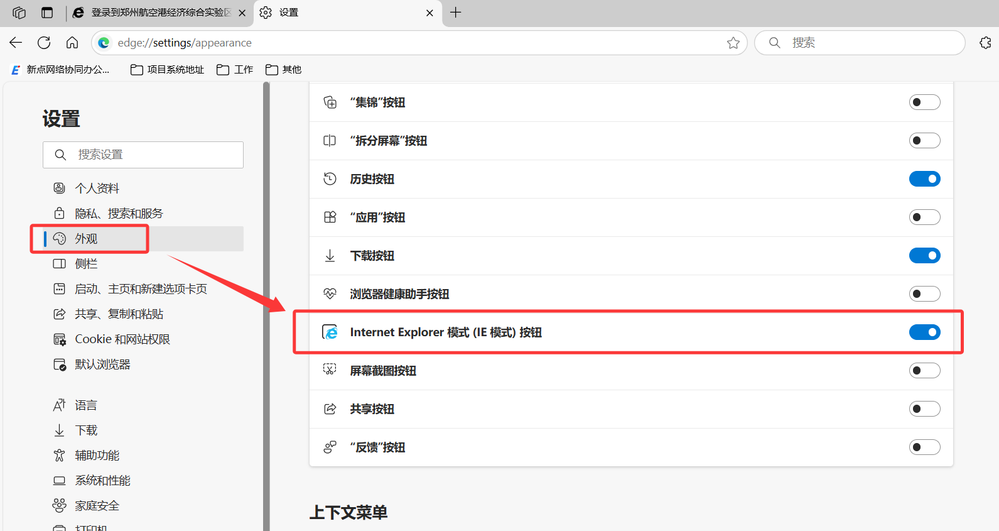 登录到郑州航空港经济综合实验区
设置
edge://settings/appearance
搜索
新点网络协同办公...
项目系统地址
工作
其他
设置
搜索设置
个人资料
隐私、搜索和服务
外观
侧栏
启动、主页和新建选项卡页
共享、复制和粘贴
Cookie 和网站权限
默认浏览器
语言
下载
辅助功能
系统和性能
家庭安全
打印机
“集锦”按钮
“拆分屏幕”按钮
历史按钮
“应用”按钮
下载按钮
浏览器健康助手按钮
Internet Explorer 模式 (IE 模式) 按钮
屏幕截图按钮
共享按钮
“反馈”按钮
上下文菜单